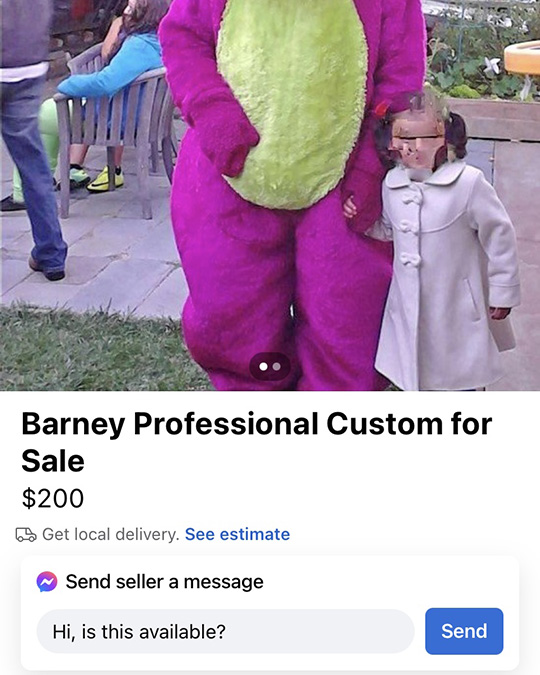 Barney Professional Custom for
Sale
$200
Get local delivery. See estimate
Send seller a message
Hi, is this available?
Send